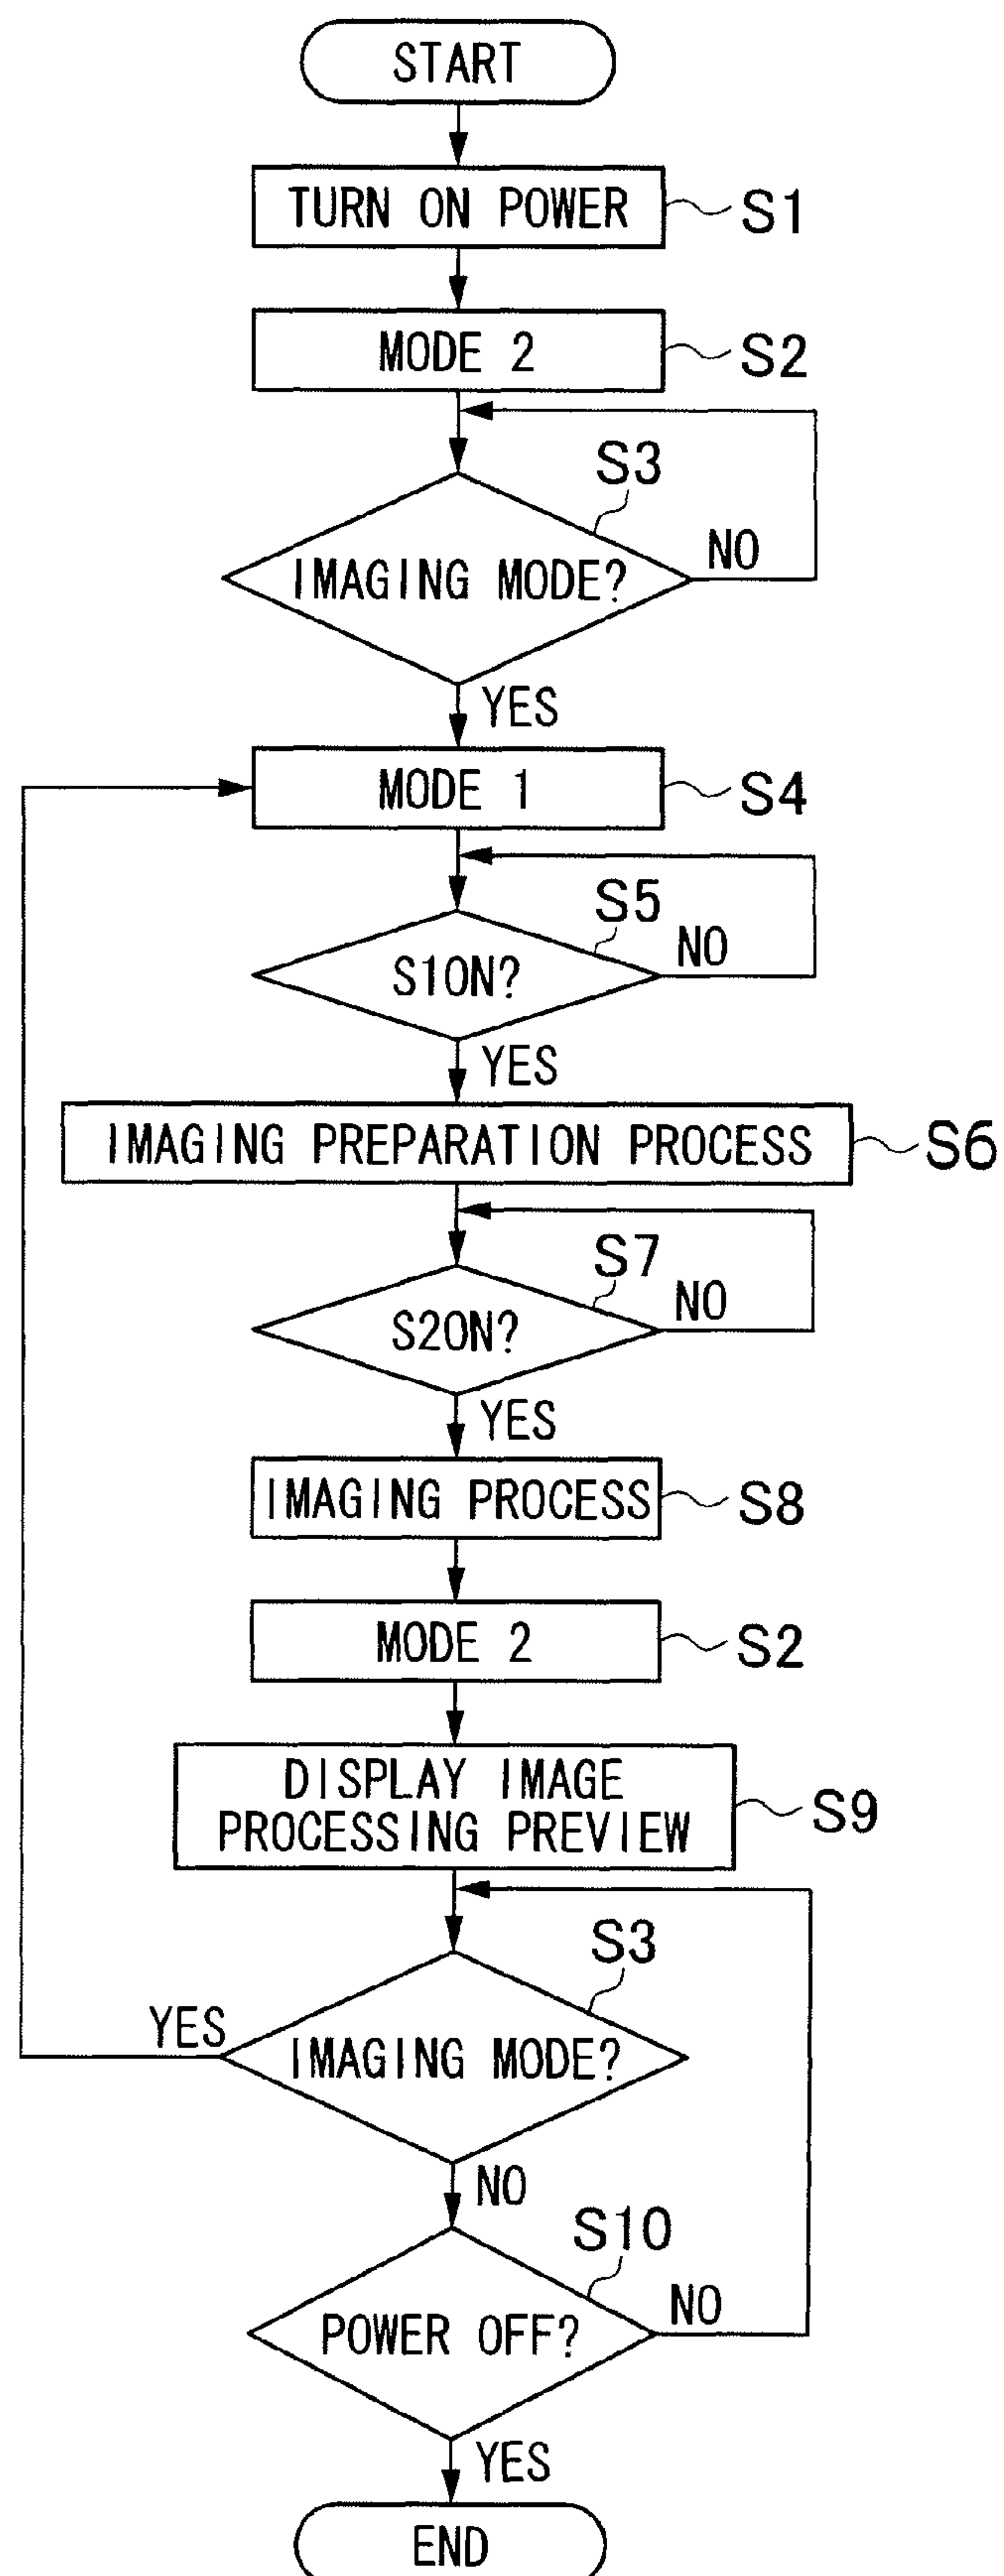 START
TURN ON POWER
S1
MODE 2
S2
S3
IMAGING MODE?
NO
YES
MODE 1
S4
S5
S1ON?
NO
YES
IMAGING PREPARATION PROCESS
S6
S7
S2ON?
NO
YES
IMAGING PROCESS
S8
MODE 2
S2
DISPLAY IMAGE
PROCESSING PREVIEW
S9
S3
YES
IMAGING MODE?
NO
S10
POWER OFF?
NO
YES
END